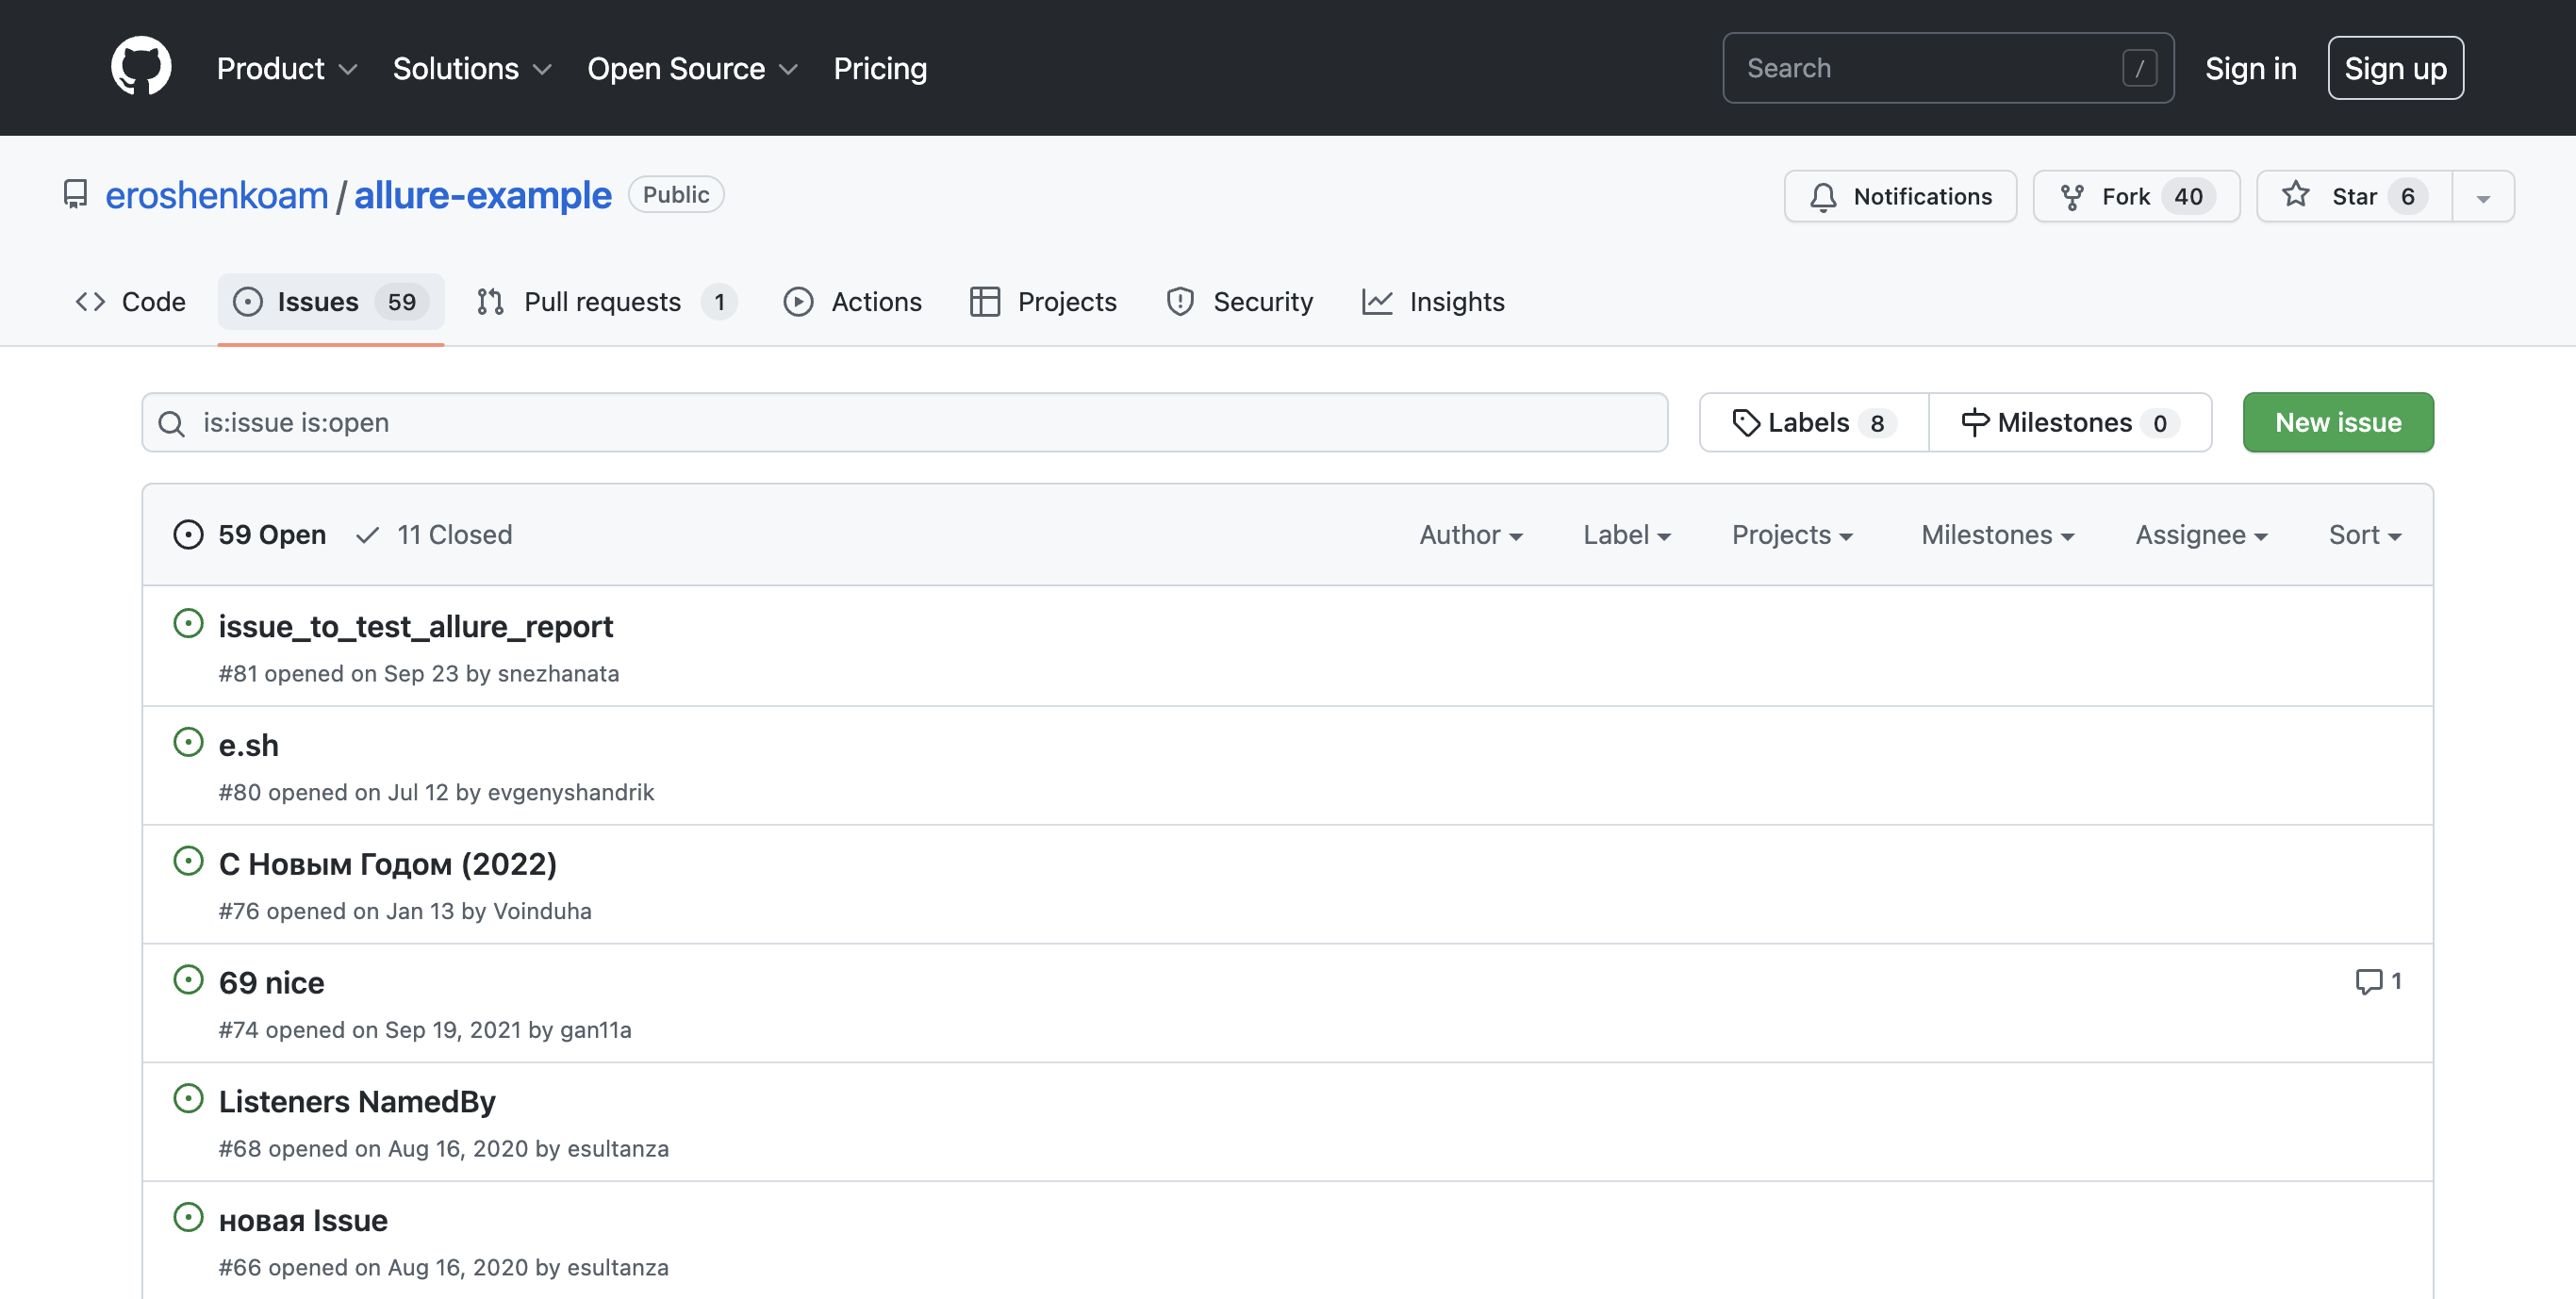 Product Solutions Open Source Pricing Search / Sign in Sign up
eroshenkoam / allure-example Public Notifications Fork 40 Star 6
Code Issues 59 Pull requests 1 Actions Projects Security Insights
is:issue is:open Labels 8 Milestones 0 New issue
59 Open 11 Closed Author Label Projects Milestones Assignee Sort
issue_to_test_allure_report
#81 opened on Sep 23 by snezhanata
e.sh
#80 opened on Jul 12 by evgenyshandrik
С Новым Годом (2022)
#76 opened on Jan 13 by Voinduha
69 nice 1
#74 opened on Sep 19, 2021 by gan11a
Listeners NamedBy
#68 opened on Aug 16, 2020 by esultanza
новая Issue
#66 opened on Aug 16, 2020 by esultanza